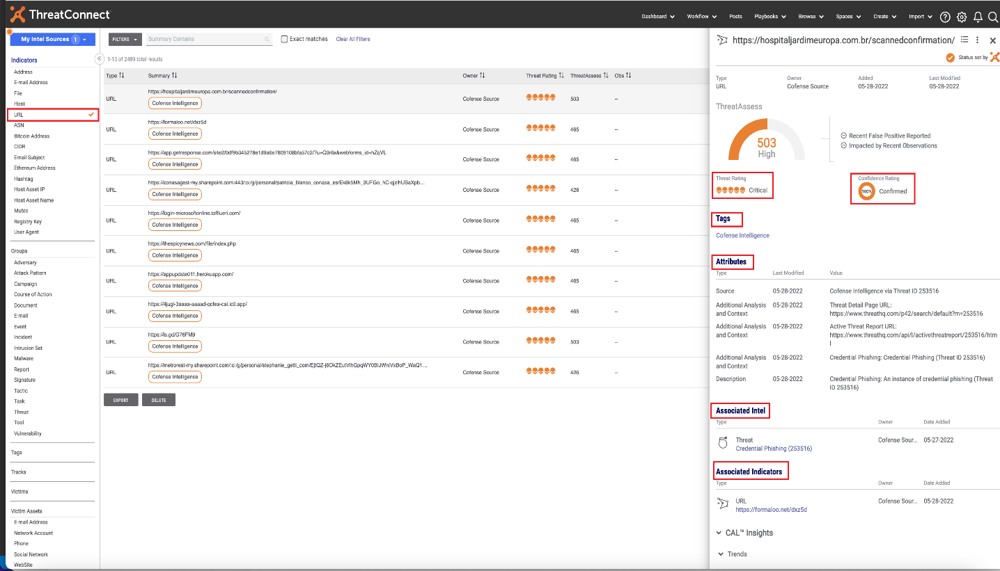 ThreatConnect
Dashboard Workflow Posts Playbooks Browse Spaces Create Import
My Intel Sources 1
Indicators
Address
E-mail Address
File
Host
URL
ASN
Bitcoin Address
CIDR
Email Subject
Ethereum Address
Hashtag
Host Asset IP
Host Asset Name
Mutex
Registry Key
User Agent
Groups
Adversary
Attack Pattern
Campaign
Course of Action
Document
E-mail
Event
Incident
Intrusion Set
Malware
Report
Signature
Tactic
Task
Threat
Tool
Vulnerability
Tags
Tracks
Victims
Victim Assets
E-mail Address
Network Account
Phone
Social Network
WebSite
FILTERS Summary Contains Exact matches Clear All Filters
1-10 of 2489 total results
Type Summary Owner Threat Rating ThreatAssess Obs
https://hospitaljardimeuropa.com.br/scannedconfirmation/
URL Cofense Source 503 --
Cofense Intelligence
https://formaloo.net/dxz5d
URL Cofense Source 465 --
Cofense Intelligence
https://app.getresponse.com/site2/0df9b345278e1d9a6e7809108bfa57c2/?u=Q3r6x&webforms_id=hZqVL
URL Cofense Source 465 --
Cofense Intelligence
https://conasagest-my.sharepoint.com:443/:o:/g/personal/patricia_blanco_conasa_es/Ek8k5Mh_3UFGo_hC-qjzlhUBaXpb...
URL Cofense Source 426 --
Cofense Intelligence
https://login-microsoftonline.tofflueri.com/
URL Cofense Source 465 --
Cofense Intelligence
https://thespicynews.com/file/index.php
URL Cofense Source 465 --
Cofense Intelligence
https://appupdate011.herokuapp.com/
URL Cofense Source 465 --
Cofense Intelligence
https://4jugl-3aaaa-aaaad-qcfea-cai.ic0.app/
URL Cofense Source 465 --
Cofense Intelligence
https://is.gd/G76FM9
URL Cofense Source 503 --
Cofense Intelligence
https://metrorest-my.sharepoint.com/:o:/g/personal/stephanie_getti_com/EjtQZ-j6OkZEutVlhGpqWY0BIJWniVxBoP_WaQ1...
URL Cofense Source 426 --
Cofense Intelligence
EXPORT DELETE
https://hospitaljardimeuropa.com.br/scannedconfirmation/
Status set by
Type Owner Added Last Modified
URL Cofense Source 05-28-2022 05-28-2022
ThreatAssess
503
High
Recent False Positive Reported
Impacted by Recent Observations
Threat Rating Confidence Rating
Critical 100% Confirmed
Tags
Cofense Intelligence
Attributes
Type Last Modified Value
Source 05-28-2022 Cofense Intelligence via Threat ID 253516
Additional Analysis 05-28-2022 Threat Detail Page URL:
and Context https://www.threathq.com/p42/search/default?m=253516
Additional Analysis 05-28-2022 Active Threat Report URL:
and Context https://www.threathq.com/api/l/activethreatreport/253516/htm
l
Additional Analysis 05-28-2022 Credential Phishing: Credential Phishing (Threat ID 253516)
and Context
Description 05-28-2022 Credential Phishing: An instance of credential phishing (Threat
ID 253516)
Associated Intel
Type Owner Date Added
Threat Cofense Sour... 05-27-2022
Credential Phishing (253516)
Associated Indicators
Type Owner Date Added
URL Cofense Sour... 05-28-2022
https://formaloo.net/dxz5d
CAL™ Insights
Trends